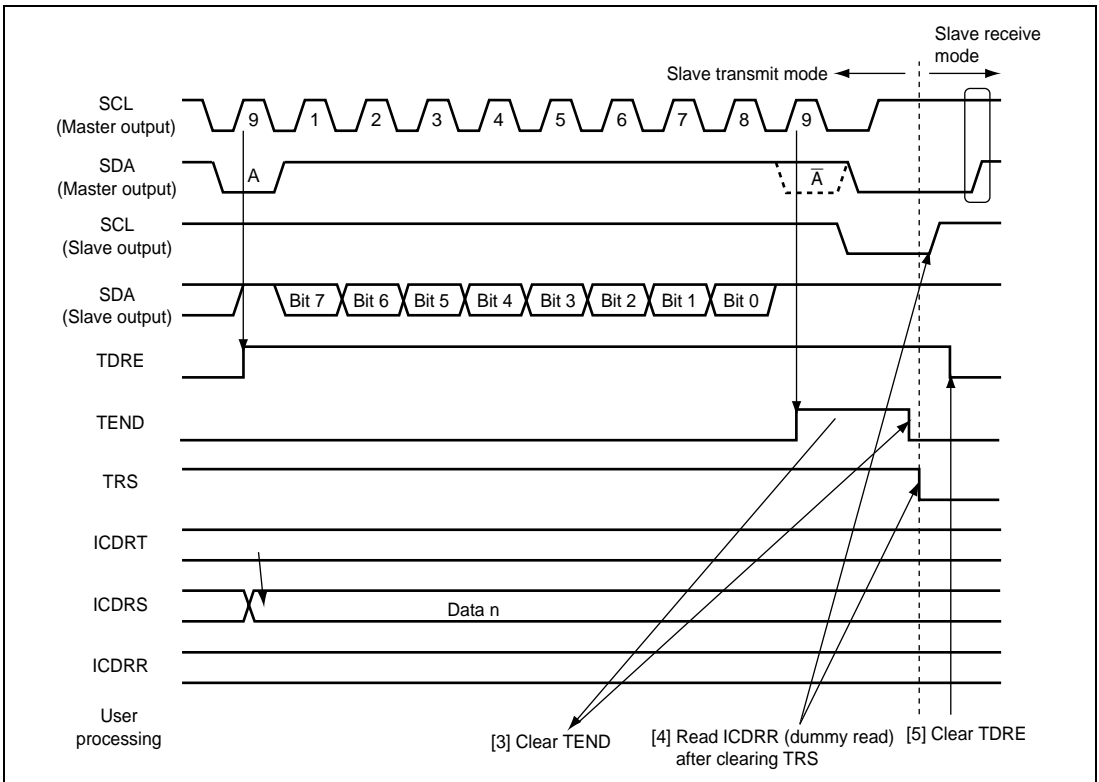 Slave receive
mode
Slave transmit mode
SCL
(Master output)
9 1 2 3 4 5 6 7 8 9
SDA
(Master output)
A A̅
SCL
(Slave output)
SDA
(Slave output)
Bit 7 Bit 6 Bit 5 Bit 4 Bit 3 Bit 2 Bit 1 Bit 0
TDRE
TEND
TRS
ICDRT
ICDRS
Data n
ICDRR
User
processing
[3] Clear TEND
[4] Read ICDRR (dummy read)
after clearing TRS
[5] Clear TDRE